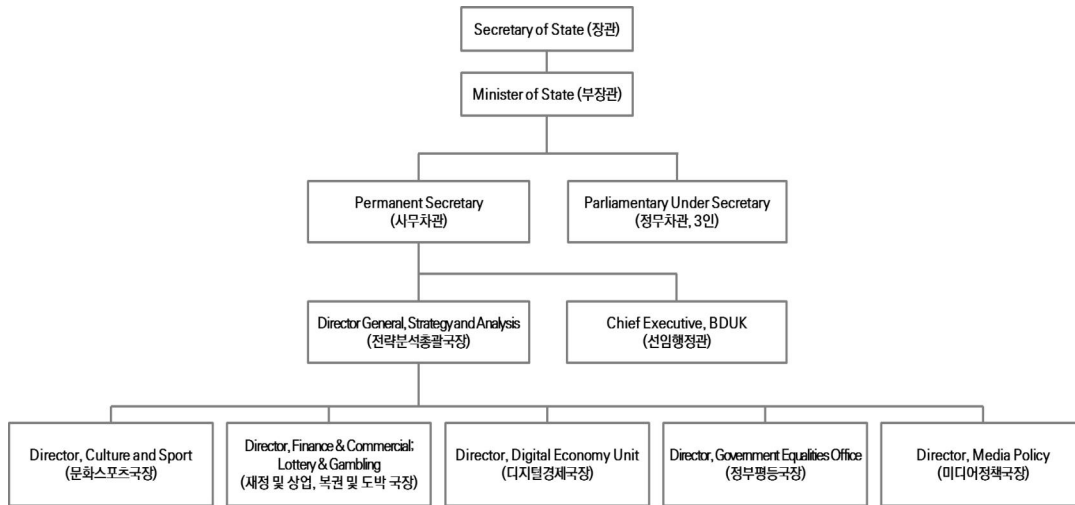 Secretary of State (장관)
Minister of State (부장관)
Permanent Secretary
(사무차관)
Parliamentary Under Secretary
(정무차관, 3인)
Director General, Strategy and Analysis
(전략분석총괄국장)
Chief Executive, BDUK
(선임행정관)
Director, Culture and Sport
(문화스포츠국장)
Director, Finance & Commercial;
Lottery & Gambling
(재정 및 상업, 복권 및 도박 국장)
Director, Digital Economy Unit
(디지털경제국장)
Director, Government Equalities Office
(정부평등국장)
Director, Media Policy
(미디어정책국장)